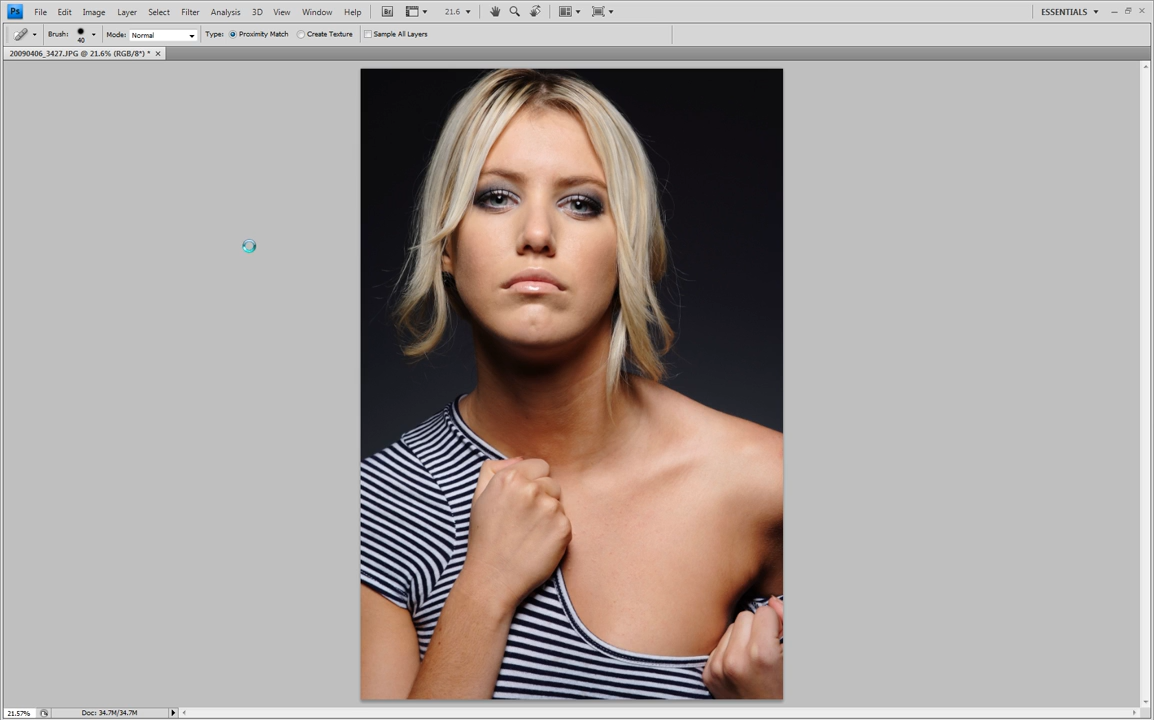 Ps File Edit Image Layer Select Filter Analysis 3D View Window Help Br 21.6 ESSENTIALS
Brush: 40 Mode: Normal Type: Proximity Match Create Texture Sample All Layers
20090406_3427.JPG @ 21.6% (RGB/8*) *
21.57% Doc: 34.7M/34.7M